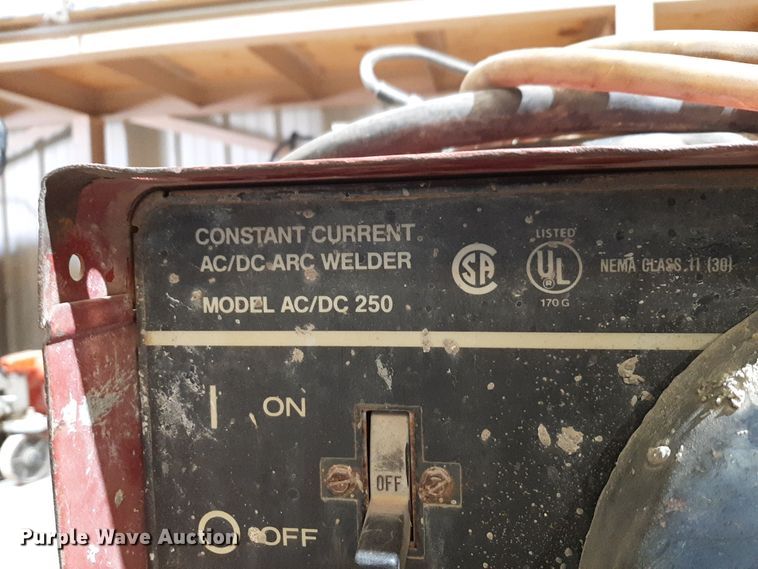 CONSTANT CURRENT
AC/DC ARC WELDER
MODEL AC/DC 250
SA
LISTED
UL
®
170 G
NEMA CLASS 11 (30)
| ON
OFF
O OFF
Purple Wave Auction